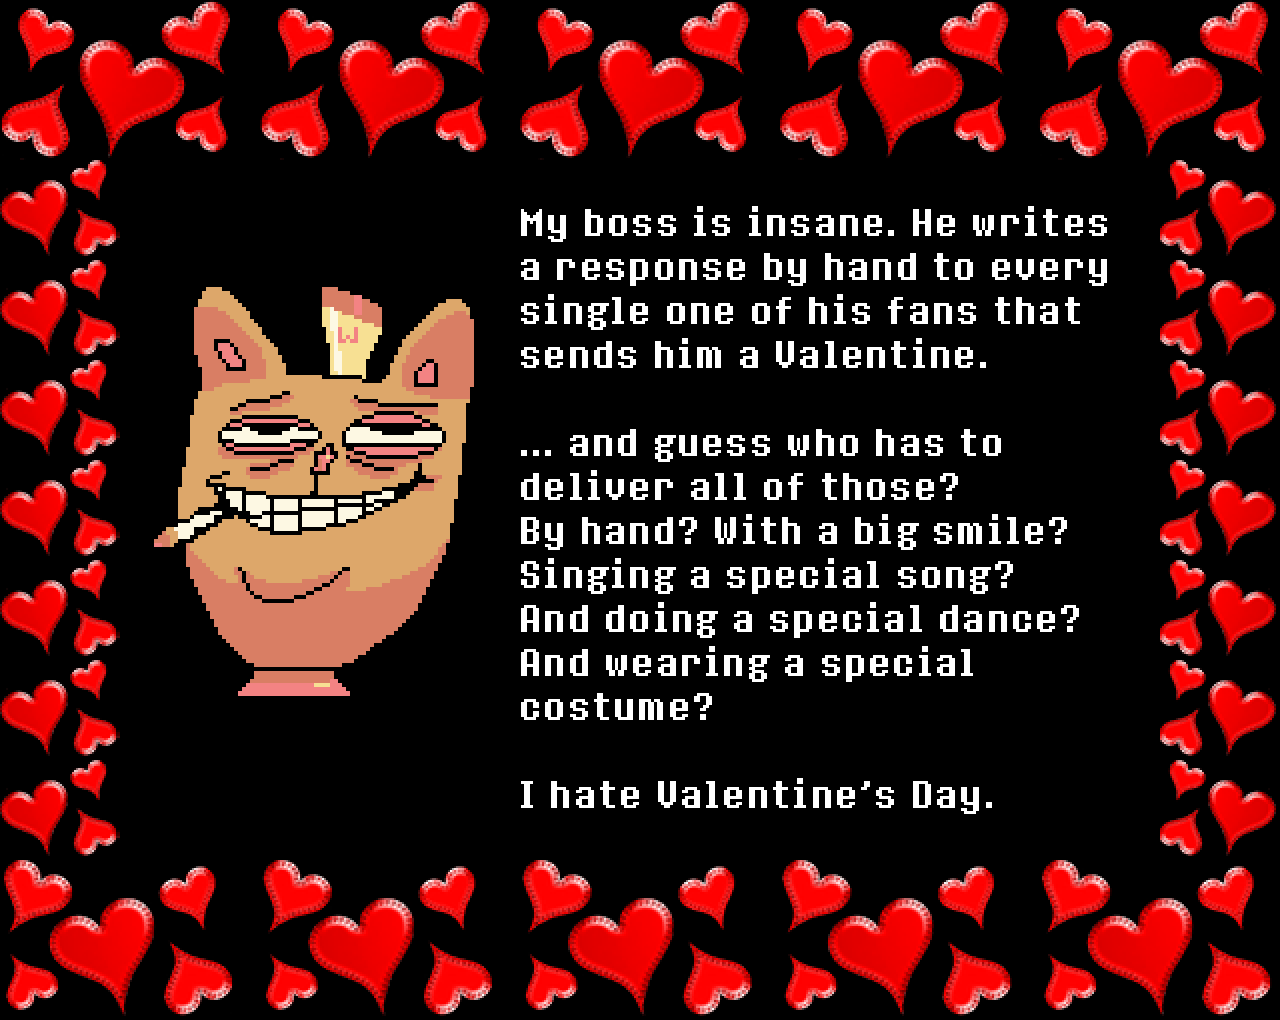 W
My boss is insane. He writes
a response by hand to every
single one of his fans that
sends him a Valentine.
... and guess who has to
deliver all of those?
By hand? With a big smile?
Singing a special song?
And doing a special dance?
And wearing a special
costume?
I hate Valentine's Day.